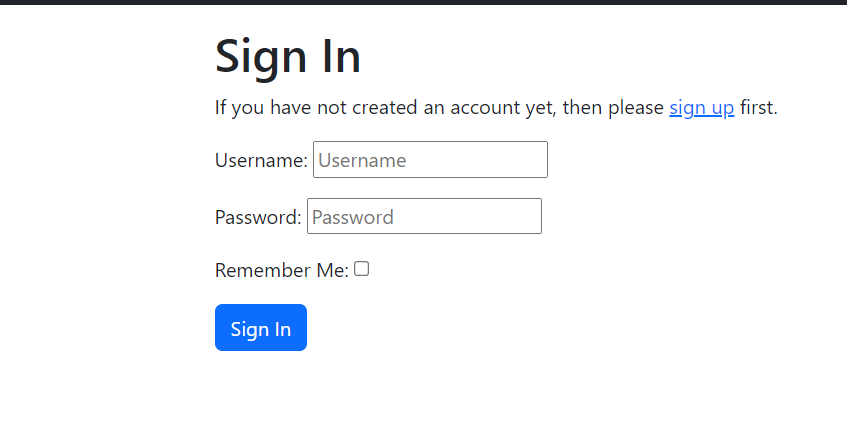 Sign In
If you have not created an account yet, then please sign up first.
Username: Username
Password: Password
Remember Me:
Sign In